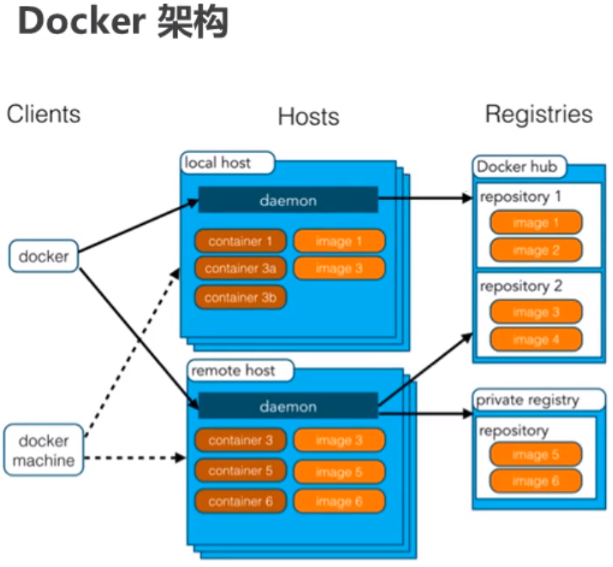 Docker 架构
Clients
Hosts
Registries
local host
daemon
container 1
image 1
container 3a
image 3
container 3b
docker
docker
machine
remote host
daemon
container 3
image 3
container 5
image 5
container 6
image 6
Docker hub
repository 1
image 1
image 2
repository 2
image 3
image 4
private registry
repository
image 5
image 6